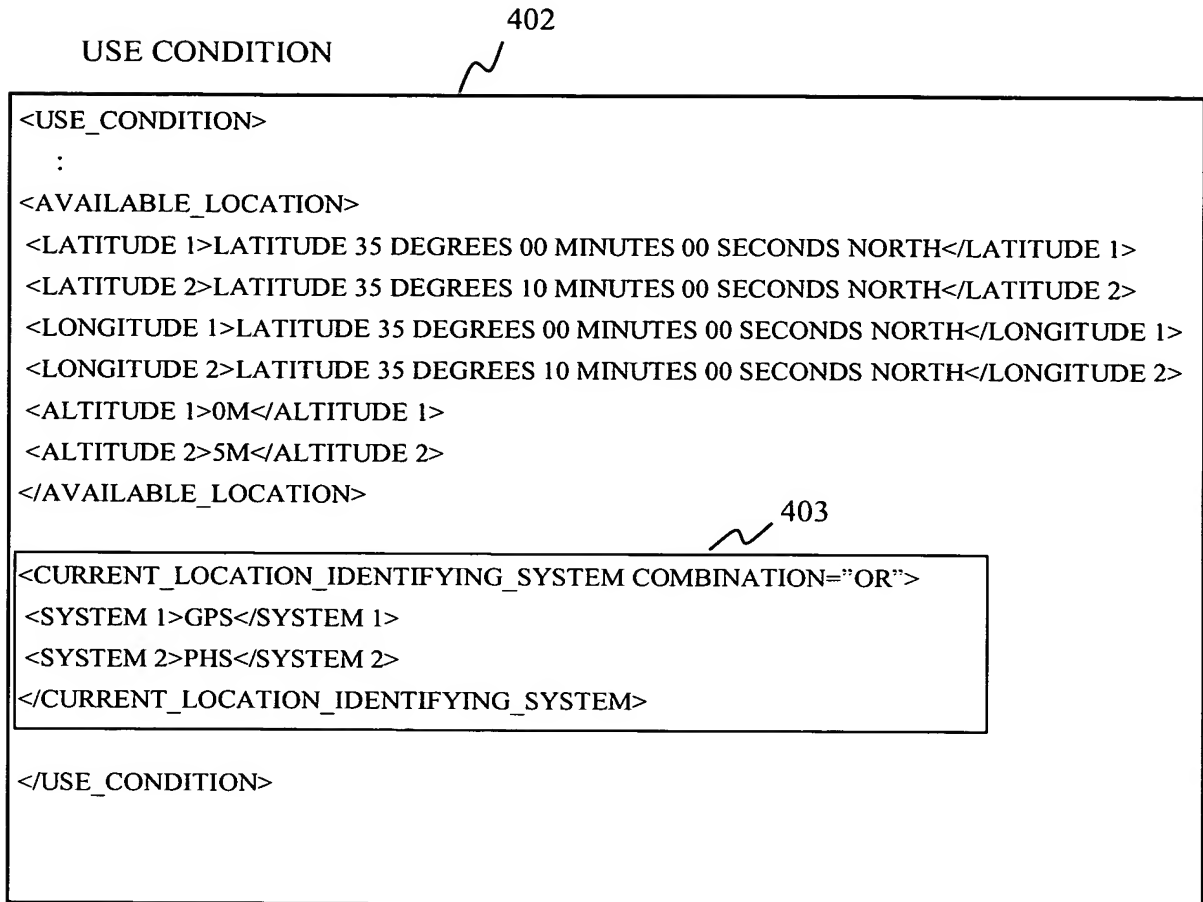 402
USE CONDITION
<USE_CONDITION>
:
<AVAILABLE_LOCATION>
<LATITUDE 1>LATITUDE 35 DEGREES 00 MINUTES 00 SECONDS NORTH</LATITUDE 1>
<LATITUDE 2>LATITUDE 35 DEGREES 10 MINUTES 00 SECONDS NORTH</LATITUDE 2>
<LONGITUDE 1>LATITUDE 35 DEGREES 00 MINUTES 00 SECONDS NORTH</LONGITUDE 1>
<LONGITUDE 2>LATITUDE 35 DEGREES 10 MINUTES 00 SECONDS NORTH</LONGITUDE 2>
<ALTITUDE 1>0M</ALTITUDE 1>
<ALTITUDE 2>5M</ALTITUDE 2>
</AVAILABLE_LOCATION>
403
<CURRENT_LOCATION_IDENTIFYING_SYSTEM COMBINATION=”OR”>
<SYSTEM 1>GPS</SYSTEM 1>
<SYSTEM 2>PHS</SYSTEM 2>
</CURRENT_LOCATION_IDENTIFYING_SYSTEM>
</USE_CONDITION>